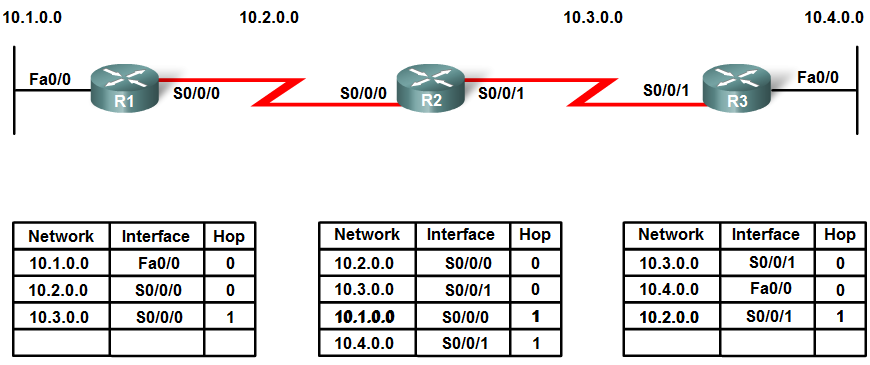 10.1.0.0 10.2.0.0 10.3.0.0 10.4.0.0
Fa0/0 R1 S0/0/0 S0/0/0 R2 S0/0/1 S0/0/1 R3 Fa0/0
Network Interface Hop
10.1.0.0 Fa0/0 0
10.2.0.0 S0/0/0 0
10.3.0.0 S0/0/0 1
Network Interface Hop
10.2.0.0 S0/0/0 0
10.3.0.0 S0/0/1 0
10.1.0.0 S0/0/0 1
10.4.0.0 S0/0/1 1
Network Interface Hop
10.3.0.0 S0/0/1 0
10.4.0.0 Fa0/0 0
10.2.0.0 S0/0/1 1